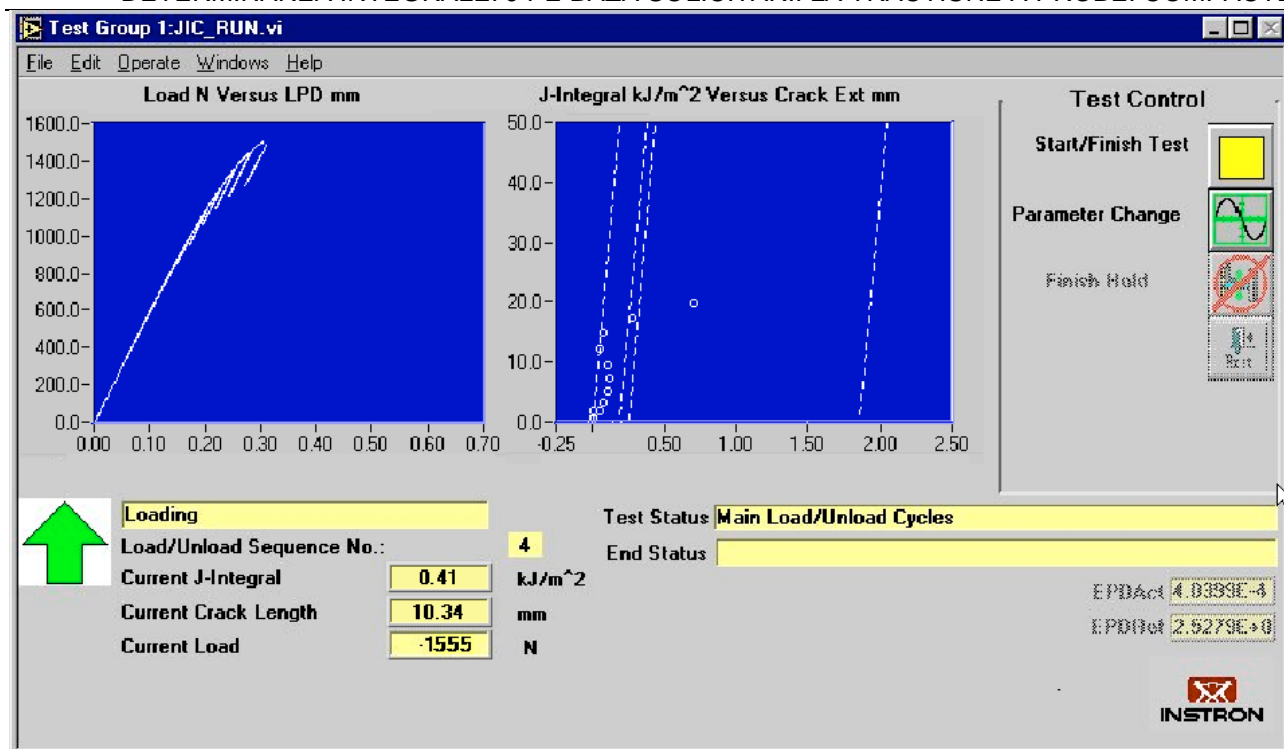 Test Group 1:JIC_RUN.vi
File Edit Operate Windows Help
Load N Versus LPD mm
1600.0-
1400.0-
1200.0-
1000.0-
800.0-
600.0-
400.0-
200.0-
0.0-
0.00 0.10 0.20 0.30 0.40 0.50 0.60 0.70
J-Integral kJ/m^2 Versus Crack Ext mm
50.0-
40.0-
30.0-
20.0-
10.0-
0.0-
-0.25 0.50 1.00 1.50 2.00 2.50
Test Control
Start/Finish Test
Parameter Change
Finish Hold
Exit
Loading
Load/Unload Sequence No.: 4
Current J-Integral 0.41 kJ/m^2
Current Crack Length 10.34 mm
Current Load -1555 N
Test Status Main Load/Unload Cycles
End Status
EPDAct
INSTRON